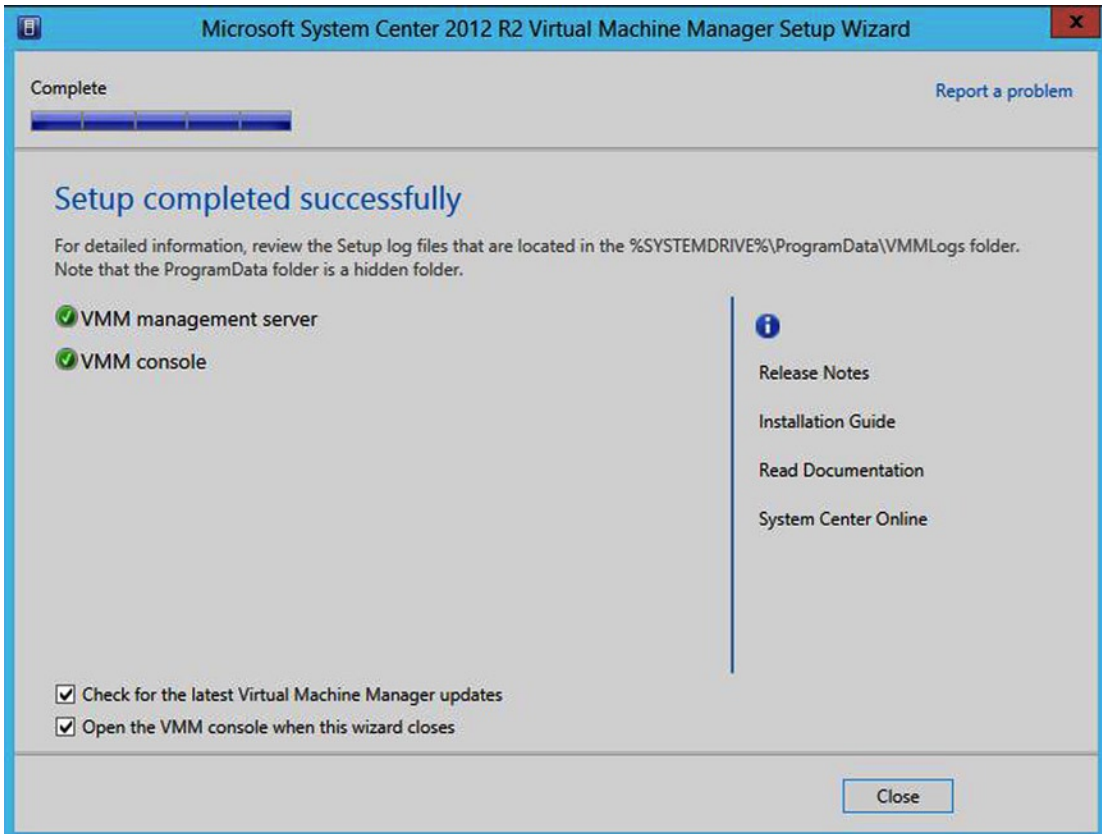 Microsoft System Center 2012 R2 Virtual Machine Manager Setup Wizard
x
Complete
Report a problem
Setup completed successfully
For detailed information, review the Setup log files that are located in the %SYSTEMDRIVE%\ProgramData\VMMLogs folder.
Note that the ProgramData folder is a hidden folder.
VMM management server
VMM console
Release Notes
Installation Guide
Read Documentation
System Center Online
Check for the latest Virtual Machine Manager updates
Open the VMM console when this wizard closes
Close